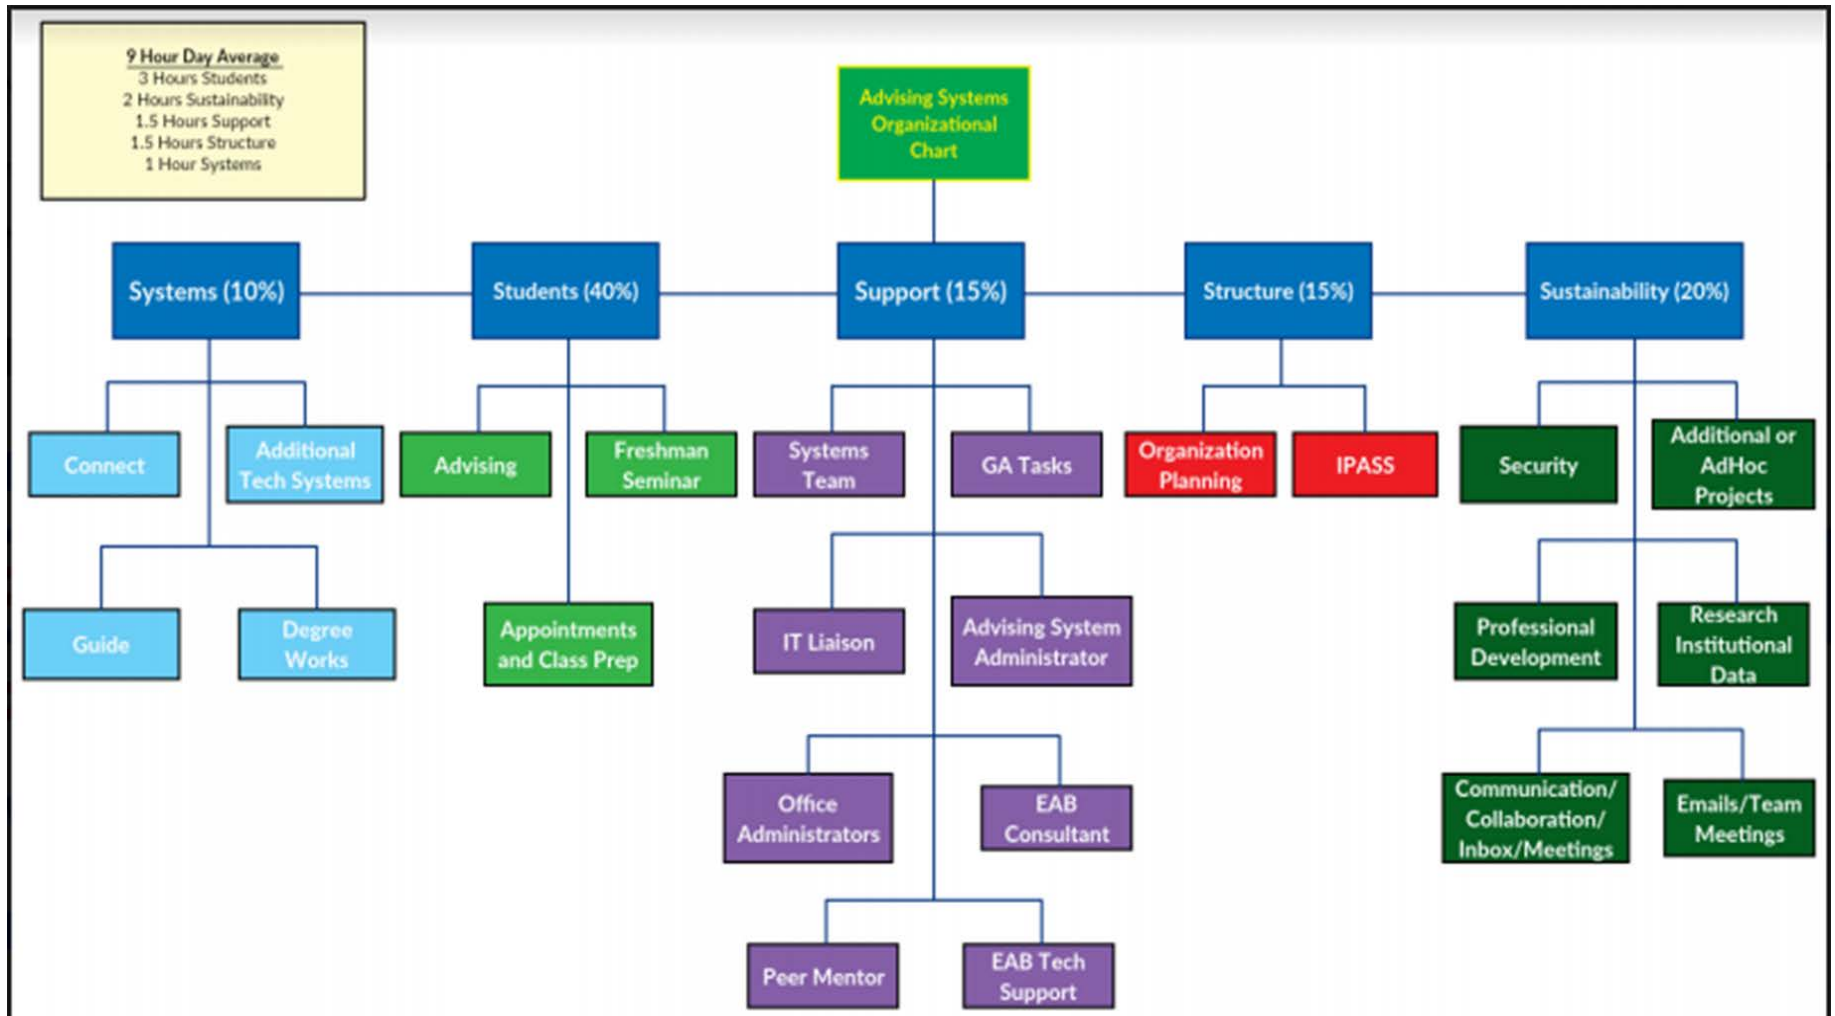 9 Hour Day Average
3 Hours Students
2 Hours Sustainability
1.5 Hours Support
1.5 Hours Structure
1 Hour Systems
Advising Systems
Organizational
Chart
Systems (10%)
Students (40%)
Support (15%)
Structure (15%)
Sustainability (20%)
Connect
Additional
Tech Systems
Advising
Freshman
Seminar
Systems
Team
GA Tasks
Organization
Planning
IPASS
Security
Additional or
AdHoc
Projects
Guide
Degree
Works
Appointments
and Class Prep
IT Liaison
Advising System
Administrator
Professional
Development
Research
Institutional
Data
Office
Administrators
EAB
Consultant
Communication/
Collaboration/
Inbox/Meetings
Emails/Team
Meetings
Peer Mentor
EAB Tech
Support